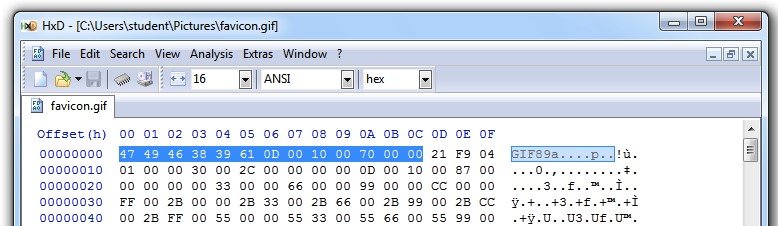 HxD - [C:\Users\student\Pictures\favicon.gif]
File Edit Search View Analysis Extras Window ?
16 ANSI hex
favicon.gif
Offset(h) 00 01 02 03 04 05 06 07 08 09 0A 0B 0C 0D 0E 0F
00000000 47 49 46 38 39 61 0D 00 10 00 70 00 00 21 F9 04 GIF89a....p..!ù.
00000010 01 00 00 30 00 2C 00 00 00 00 0D 00 10 00 87 00 ...0.,........‡.
00000020 00 00 00 00 33 00 00 66 00 00 99 00 00 CC 00 00 ....3..f..™..Ì..
00000030 FF 00 2B 00 00 2B 33 00 2B 66 00 2B 99 00 2B CC ÿ.+..+3.+f.+™.+Ì
00000040 00 2B FF 00 55 00 00 55 33 00 55 66 00 55 99 00 .+ÿ.U..U3.Uf.U™.